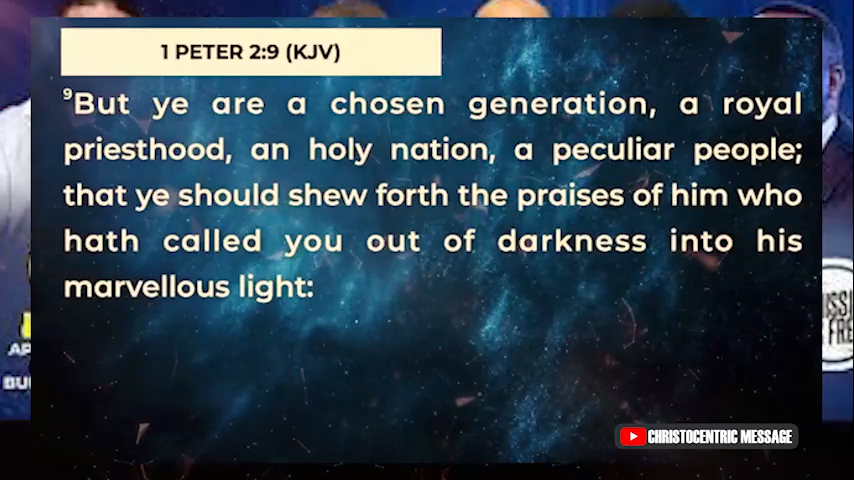 1 PETER 2:9 (KJV)
⁹But ye are a chosen generation, a royal
priesthood, an holy nation, a peculiar people;
that ye should shew forth the praises of him who
hath called you out of darkness into his
marvellous light:
CHRISTOCENTRIC MESSAGE